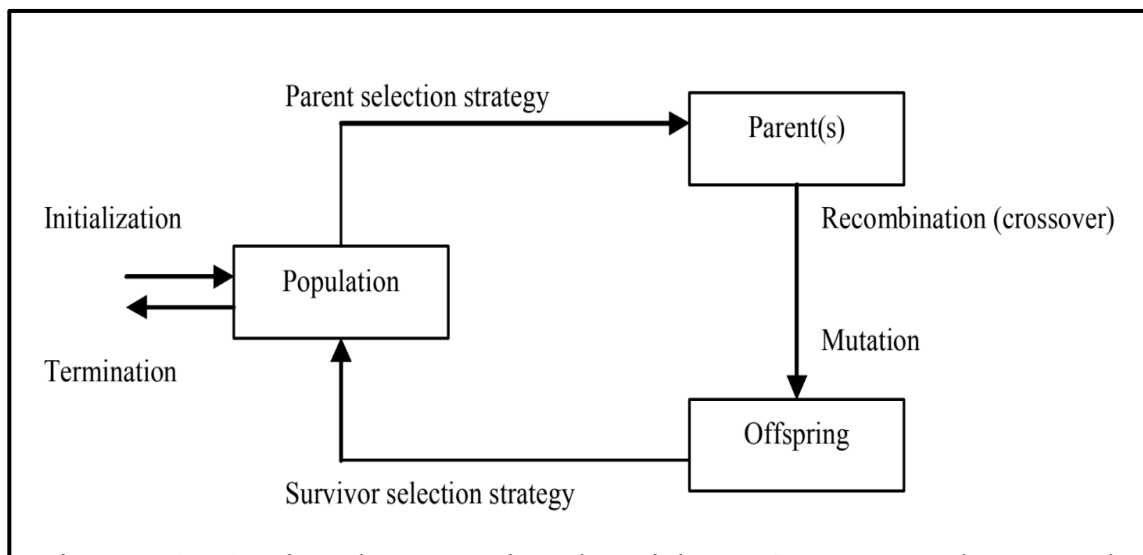 Parent selection strategy
Parent(s)
Initialization
Recombination (crossover)
Population
Mutation
Termination
Offspring
Survivor selection strategy